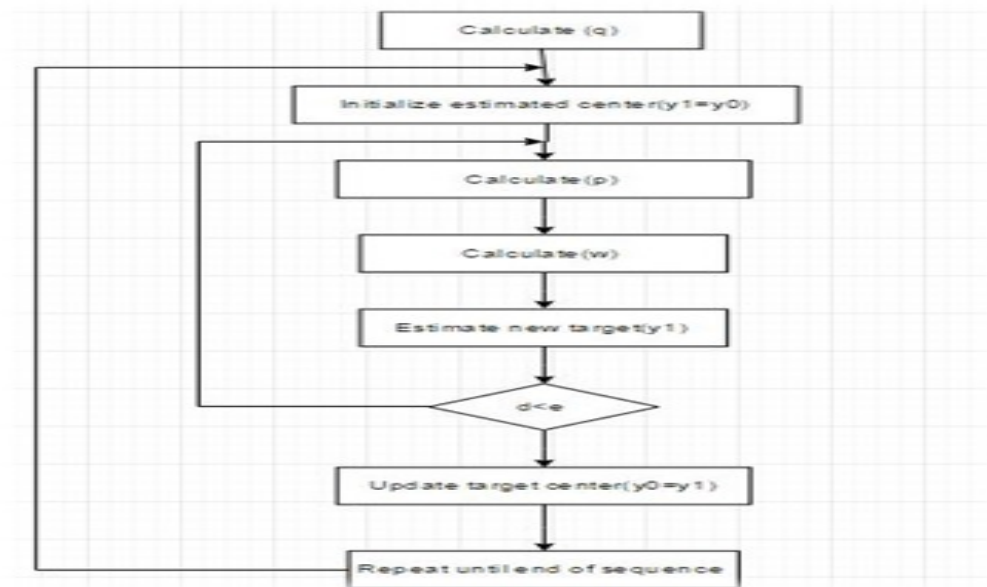 Calculate (q)
Initialize estimated center(y1=y0)
Calculate(p)
Calculate(w)
Estimate new target(y1)
d<e
Update target center(y0=y1)
Repeat until end of sequence